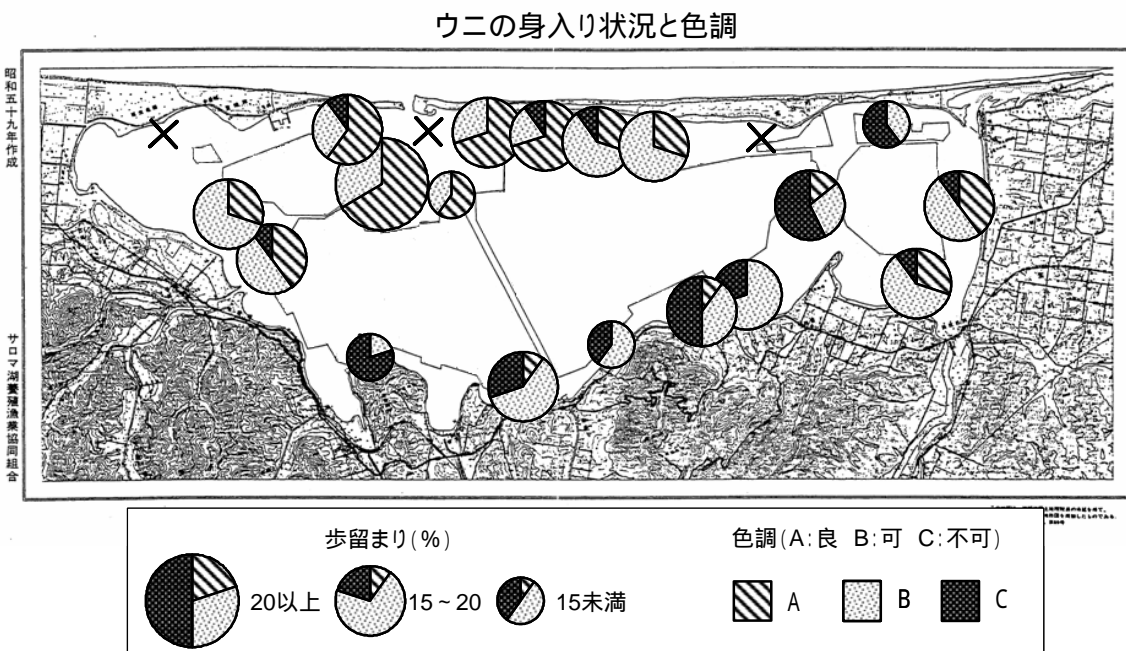 ウニの身入り状況と色調
昭和五十九年作成
サロマ湖養殖漁業協同組合
歩留まり(%)
20以上
15~20
15未満
色調(A:良 B:可 C:不可)
A
B
C